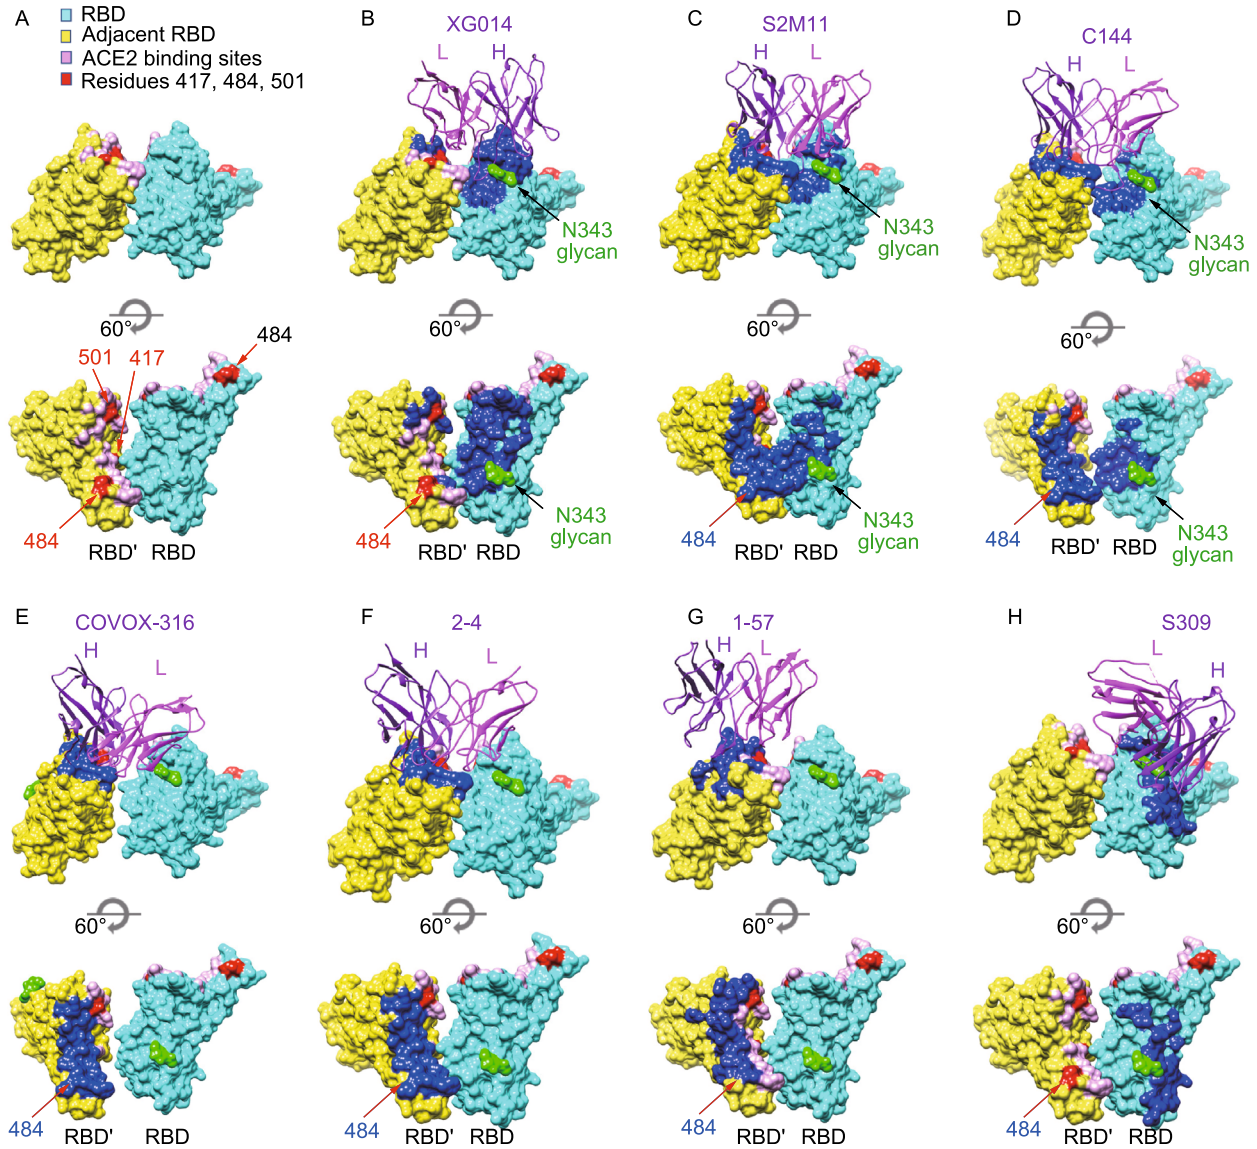 A
RBD
Adjacent RBD
ACE2 binding sites
Residues 417, 484, 501
B
XG014
L
H
N343
glycan
C
S2M11
H
L
N343
glycan
D
C144
H
L
N343
glycan
60°
60°
60°
60°
501
417
484
484
RBD'
RBD
484
RBD'
RBD
N343
glycan
484
RBD'
RBD
N343
glycan
484
RBD'
RBD
N343
glycan
E
COVOX-316
H
L
F
2-4
H
L
G
1-57
H
L
H
S309
L
H
60°
60°
60°
60°
484
RBD'
RBD
484
RBD'
RBD
484
RBD'
RBD
484
RBD'
RBD